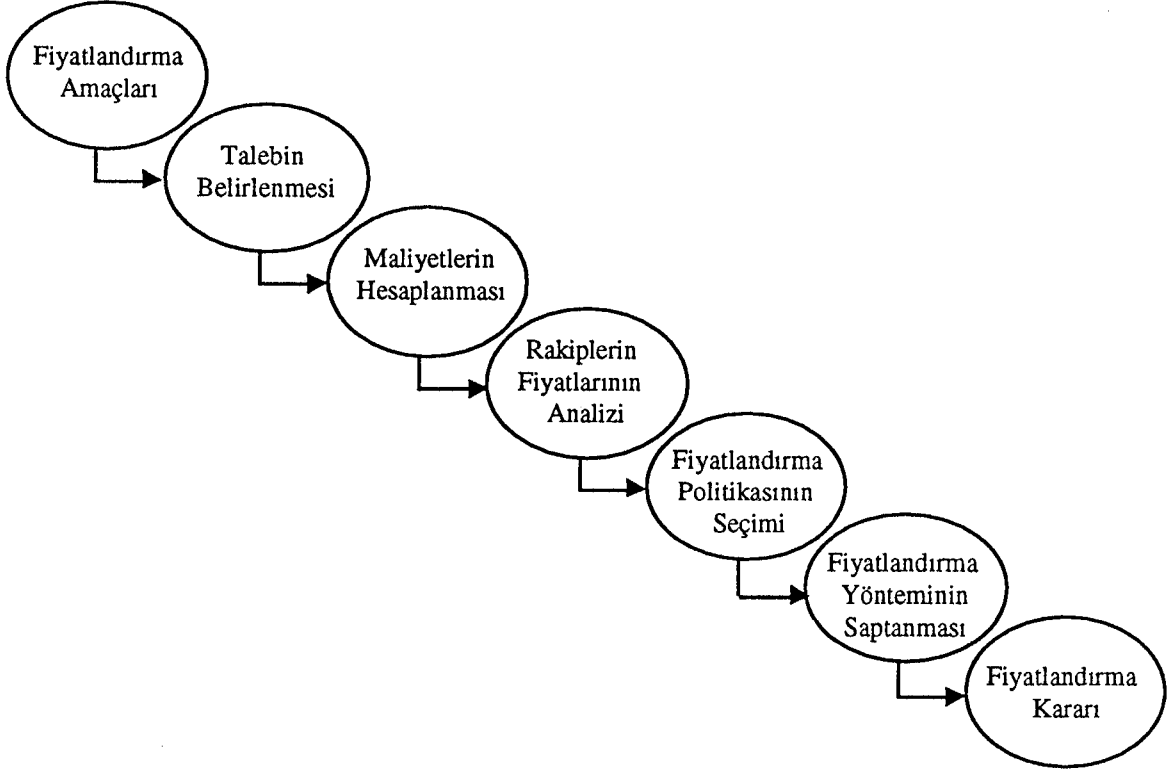 Fiyatlandırma
Amaçları
Talebin
Belirlenmesi
Maliyetlerin
Hesaplanması
Rakiplerin
Fiyatlarının
Analizi
Fiyatlandırma
Politikasının
Seçimi
Fiyatlandırma
Yönteminin
Saptanması
Fiyatlandırma
Kararı